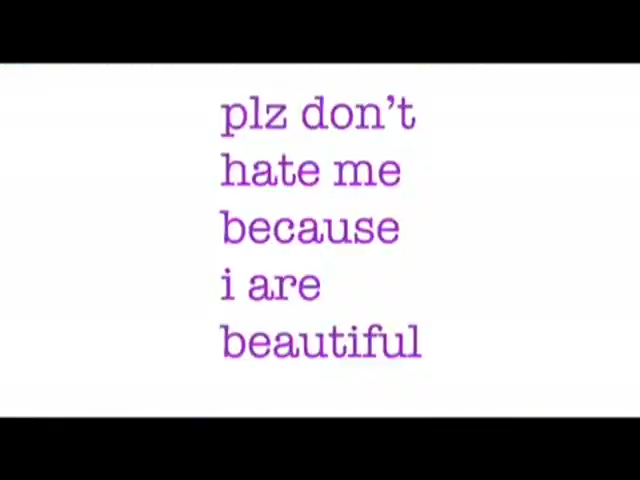 plz don’t
hate me
because
i are
beautiful